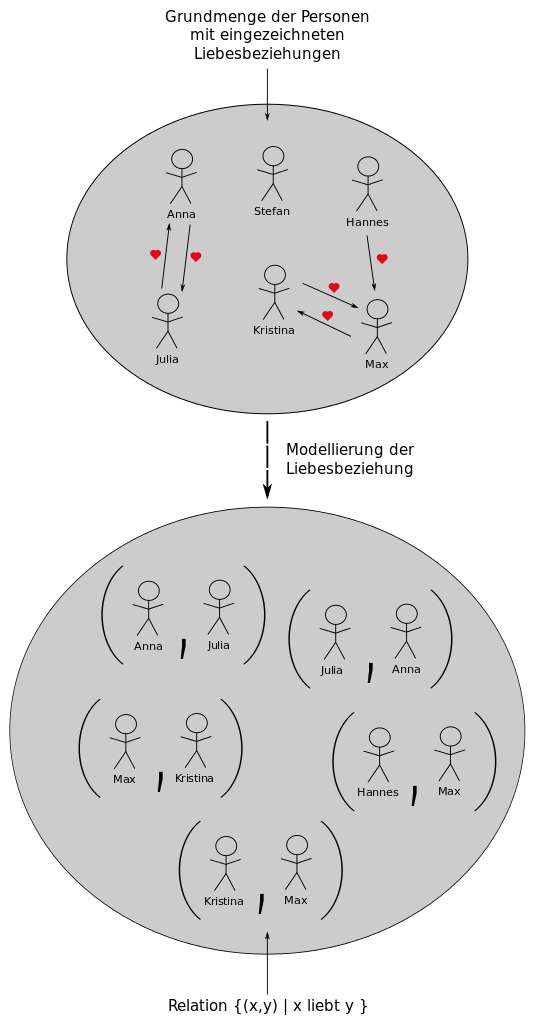 Grundmenge der Personen
mit eingezeichneten
Liebesbeziehungen
Anna
Stefan
Hannes
Julia
Kristina
Max
Modellierung der
Liebesbeziehung
Anna , Julia
Julia , Anna
Max , Kristina
Hannes , Max
Kristina , Max
Relation {(x,y) | x liebt y }